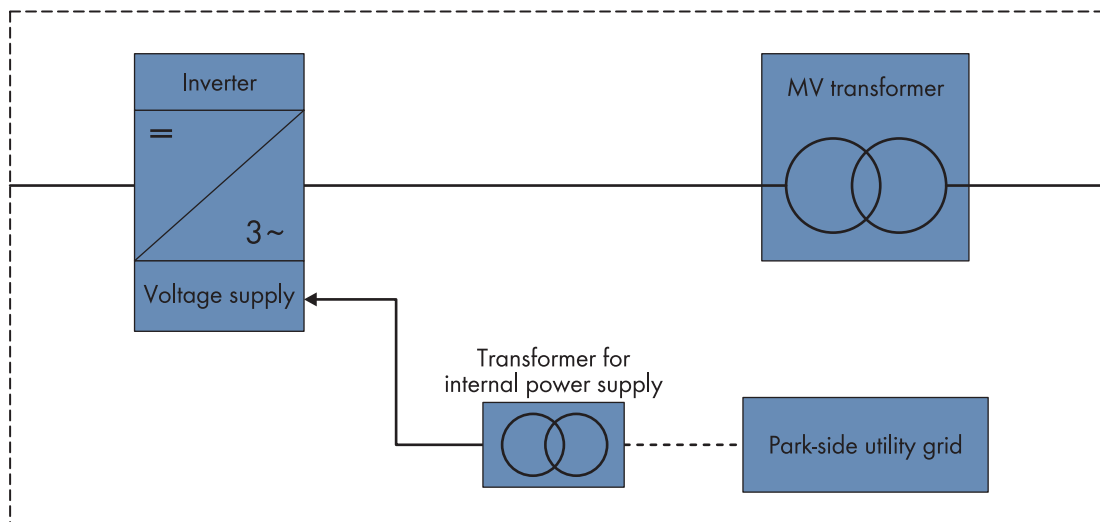 Inverter
MV transformer
=
3~
Voltage supply
Transformer for
internal power supply
Park-side utility grid